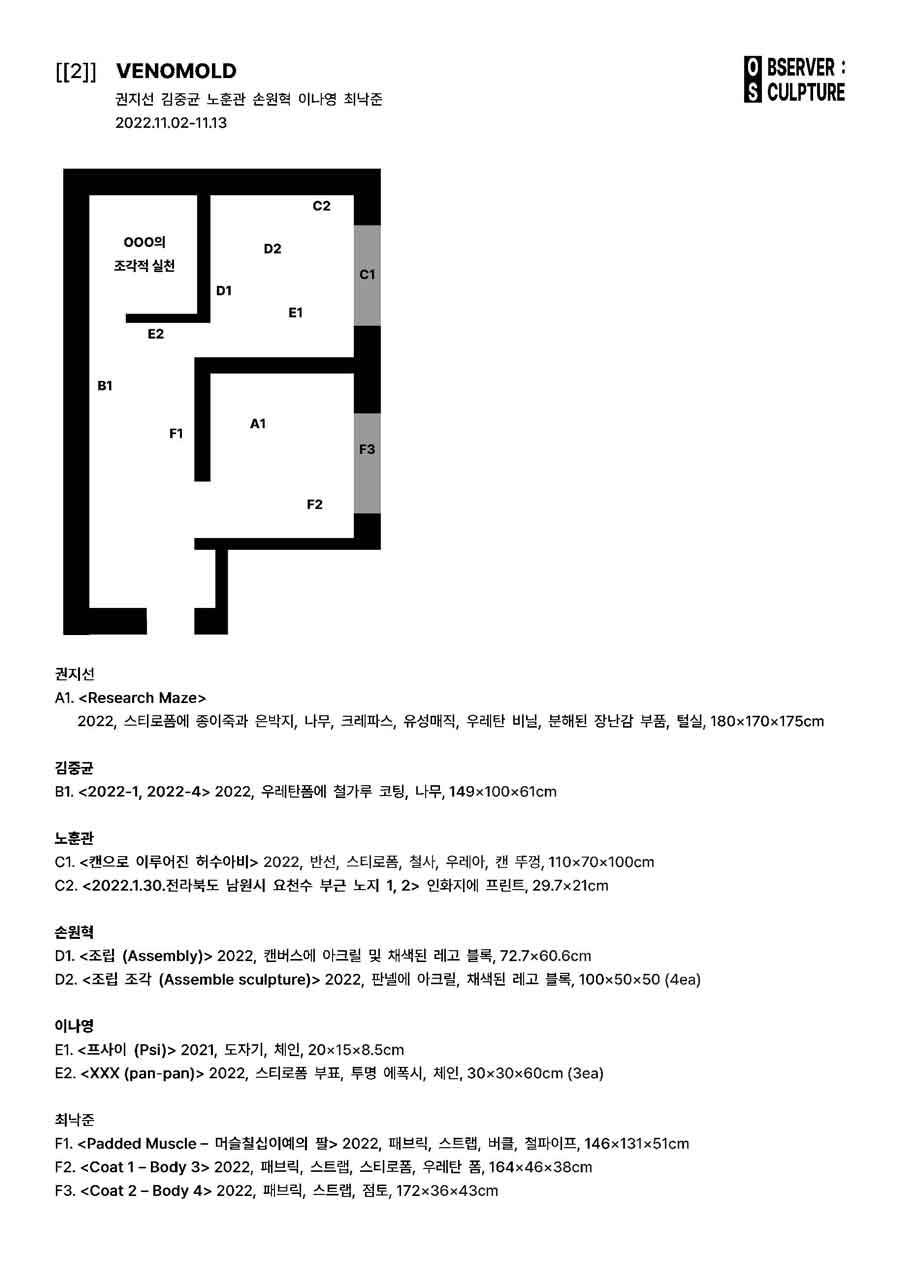 [[2]] VENOMOLD
권지선 김중균 노훈관 손원혁 이나영 최낙준
2022.11.02-11.13
OBSERVER :
SCULPTURE
C2
OOO의
조각적 실천
D2
C1
D1
E1
E2
B1
A1
F1
F3
F2
권지선
A1. <Research Maze>
2022, 스티로폼에 종이죽과 은박지, 나무, 크레파스, 유성매직, 우레탄 비닐, 분해된 장난감 부품, 털실, 180×170×175cm
김중균
B1. <2022-1, 2022-4> 2022, 우레탄폼에 철가루 코팅, 나무, 149×100×61cm
노훈관
C1. <캔으로 이루어진 허수아비> 2022, 반선, 스티로폼, 철사, 우레아, 캔 뚜껑, 110×70×100cm
C2. <2022.1.30.전라북도 남원시 요천수 부근 노지 1, 2> 인화지에 프린트, 29.7×21cm
손원혁
D1. <조립 (Assembly)> 2022, 캔버스에 아크릴 및 채색된 레고 블록, 72.7×60.6cm
D2. <조립 조각 (Assemble sculpture)> 2022, 판넬에 아크릴, 채색된 레고 블록, 100×50×50 (4ea)
이나영
E1. <프사이 (Psi)> 2021, 도자기, 체인, 20×15×8.5cm
E2. <XXX (pan-pan)> 2022, 스티로폼 부표, 투명 에폭시, 체인, 30×30×60cm (3ea)
최낙준
F1. <Padded Muscle – 머슬칠십이예의 팔> 2022, 패브릭, 스트랩, 버클, 철파이프, 146×131×51cm
F2. <Coat 1 – Body 3> 2022, 패브릭, 스트랩, 스티로폼, 우레탄 폼, 164×46×38cm
F3. <Coat 2 – Body 4> 2022, 패브릭, 스트랩, 점토, 172×36×43cm